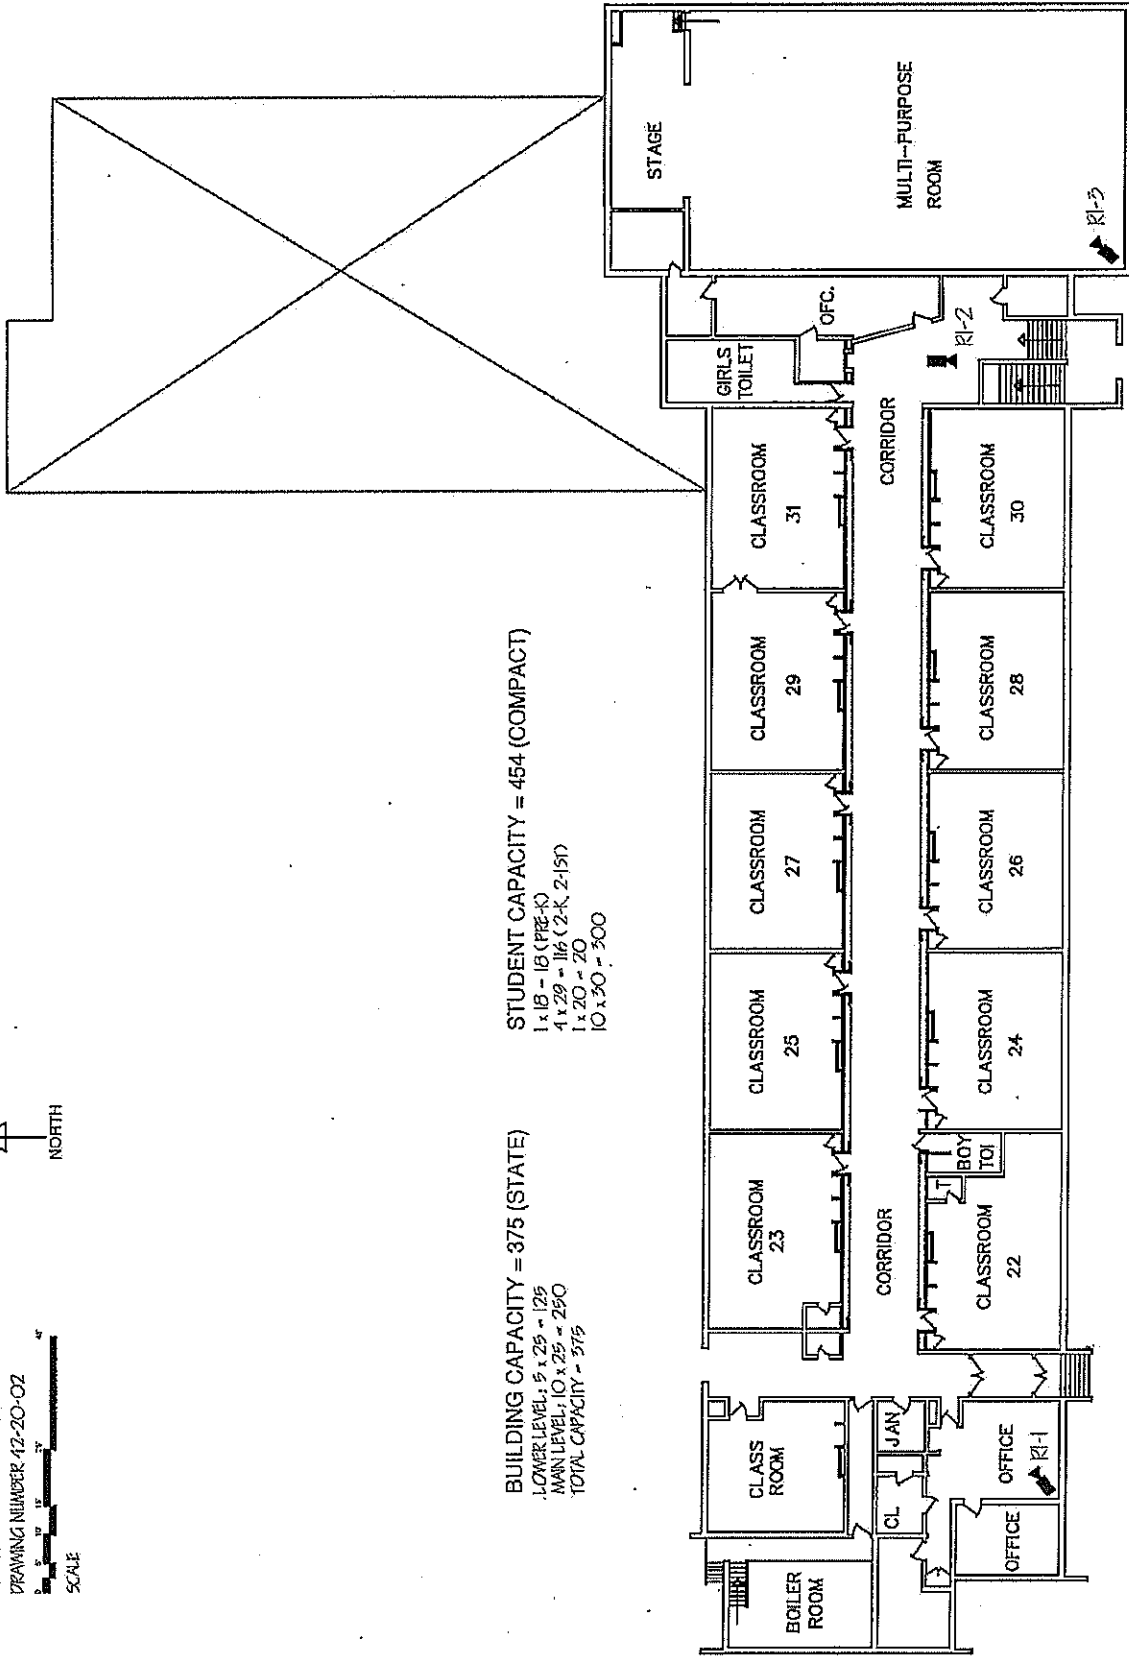 DRAWING NUMBER 42-20-02
SCALE
NORTH
BUILDING CAPACITY = 375 (STATE)
LOWER LEVEL: 5 x 25 = 125
MAIN LEVEL: 10 x 25 = 250
TOTAL CAPACITY = 375
STUDENT CAPACITY = 454 (COMPACT)
1 x 18 = 18 (PRE-K)
4 x 29 = 116 (2-K, 2-1ST)
1 x 20 = 20
10 x 30 = 300
BOILER
ROOM
CLASS
ROOM
CL
JAN
OFFICE
OFFICE
RI-1
CLASSROOM
23
CLASSROOM
25
CLASSROOM
27
CLASSROOM
29
CLASSROOM
31
GIRLS
TOILET
OFC.
STAGE
MULTI-PURPOSE
ROOM
RI-3
CORRIDOR
CORRIDOR
RI-2
CLASSROOM
22
T
BOY
TOI
CLASSROOM
24
CLASSROOM
26
CLASSROOM
28
CLASSROOM
30